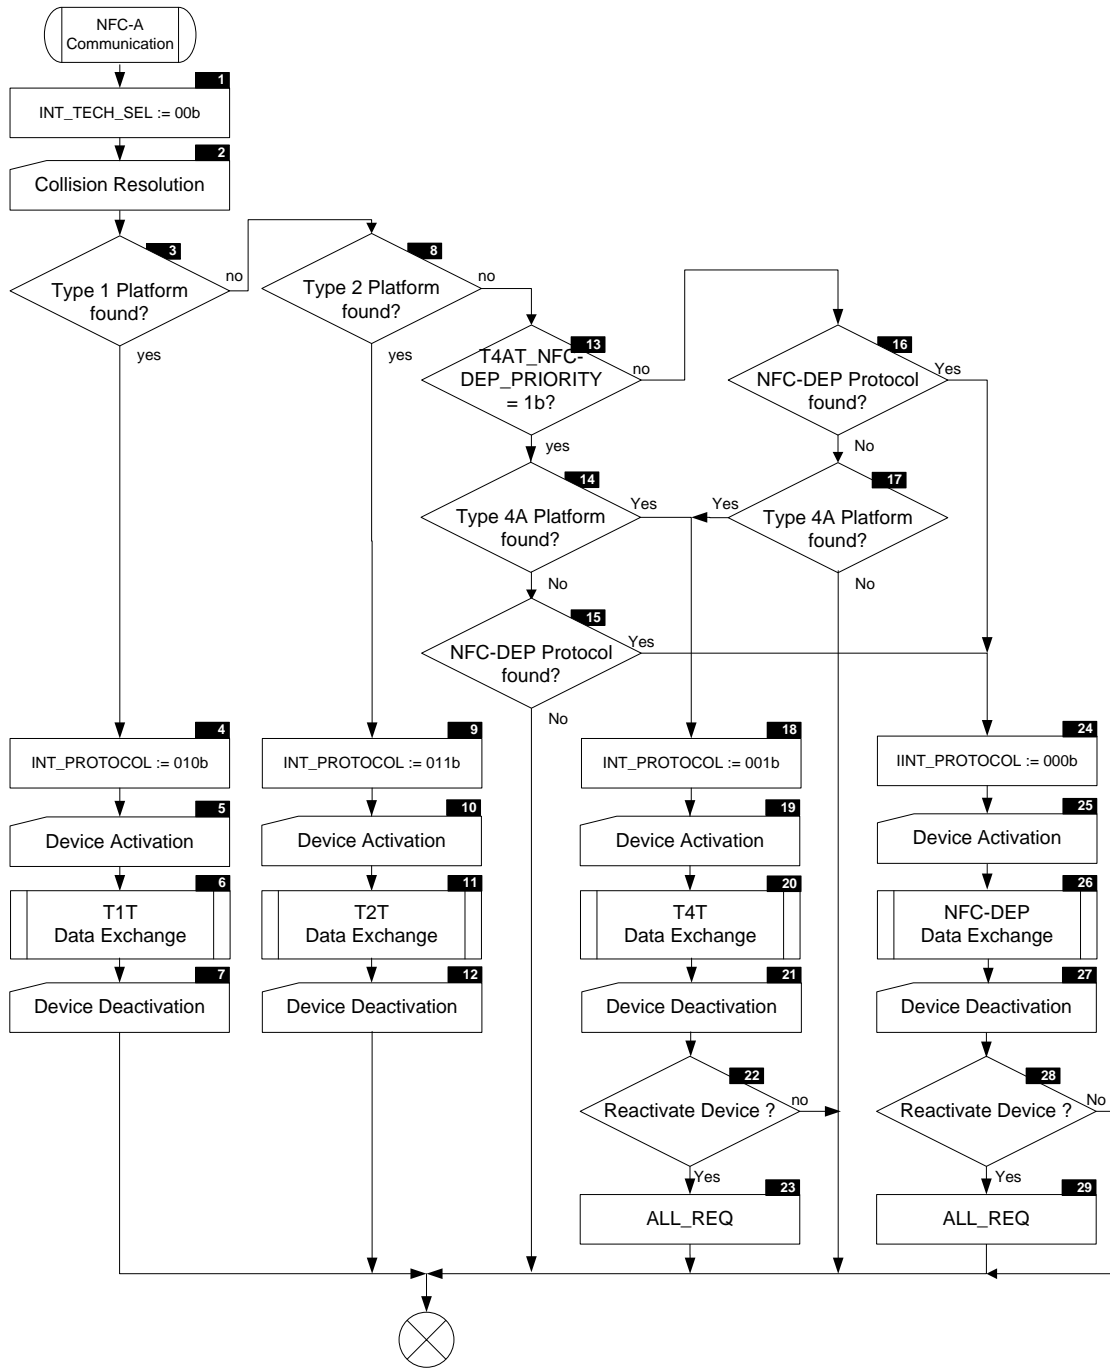 NFC-A
Communication
1
INT_TECH_SEL := 00b
2
Collision Resolution
3
Type 1 Platform
found?
no
yes
8
Type 2 Platform
found?
no
yes
13
T4AT_NFC-
DEP_PRIORITY
= 1b?
no
yes
16
NFC-DEP Protocol
found?
Yes
No
14
Type 4A Platform
found?
Yes
No
17
Type 4A Platform
found?
Yes
No
15
NFC-DEP Protocol
found?
Yes
No
4
INT_PROTOCOL := 010b
5
Device Activation
6
T1T
Data Exchange
7
Device Deactivation
9
INT_PROTOCOL := 011b
10
Device Activation
11
T2T
Data Exchange
12
Device Deactivation
18
INT_PROTOCOL := 001b
19
Device Activation
20
T4T
Data Exchange
21
Device Deactivation
22
Reactivate Device ?
no
Yes
23
ALL_REQ
24
IINT_PROTOCOL := 000b
25
Device Activation
26
NFC-DEP
Data Exchange
27
Device Deactivation
28
Reactivate Device ?
No
Yes
29
ALL_REQ